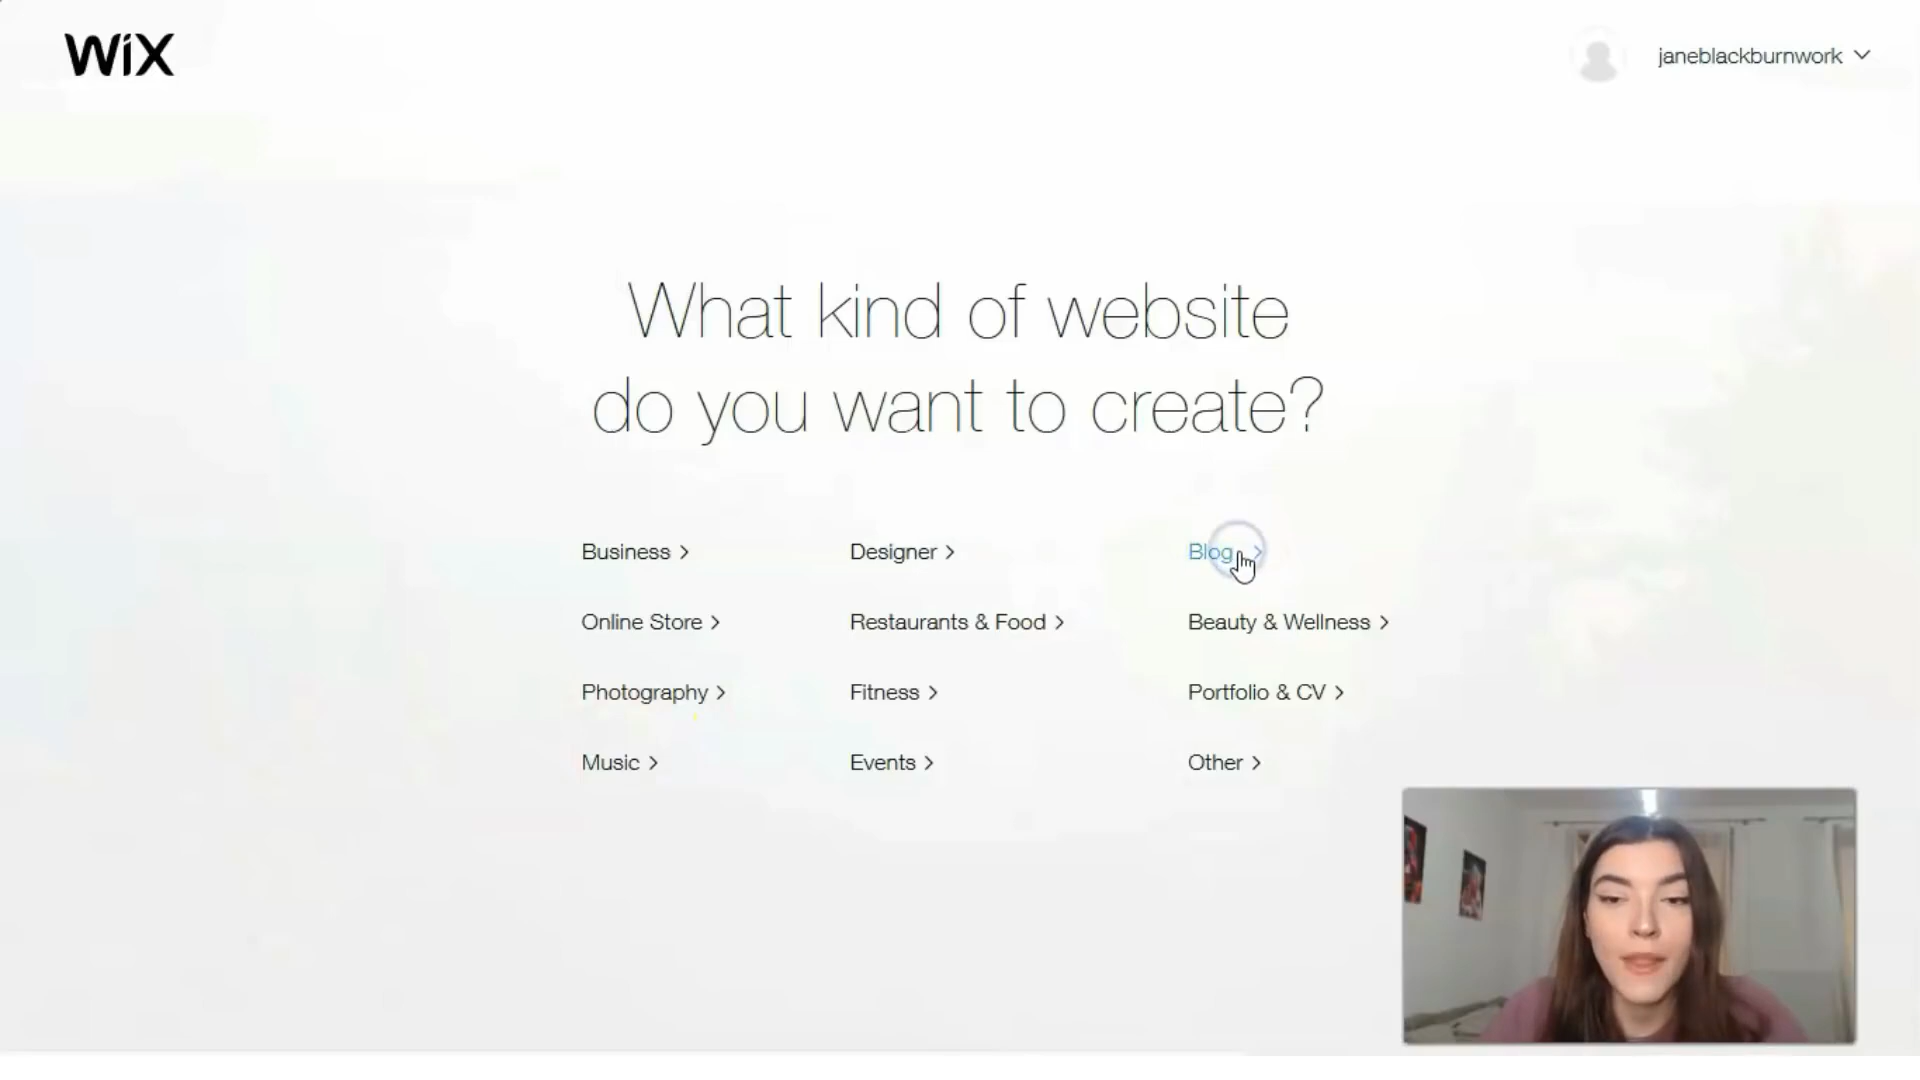 WiX
janeblackburnwork
What kind of website
do you want to create?
Business
Designer
Blog
Online Store
Restaurants & Food
Beauty & Wellness
Photography
Fitness
Portfolio & CV
Music
Events
Other